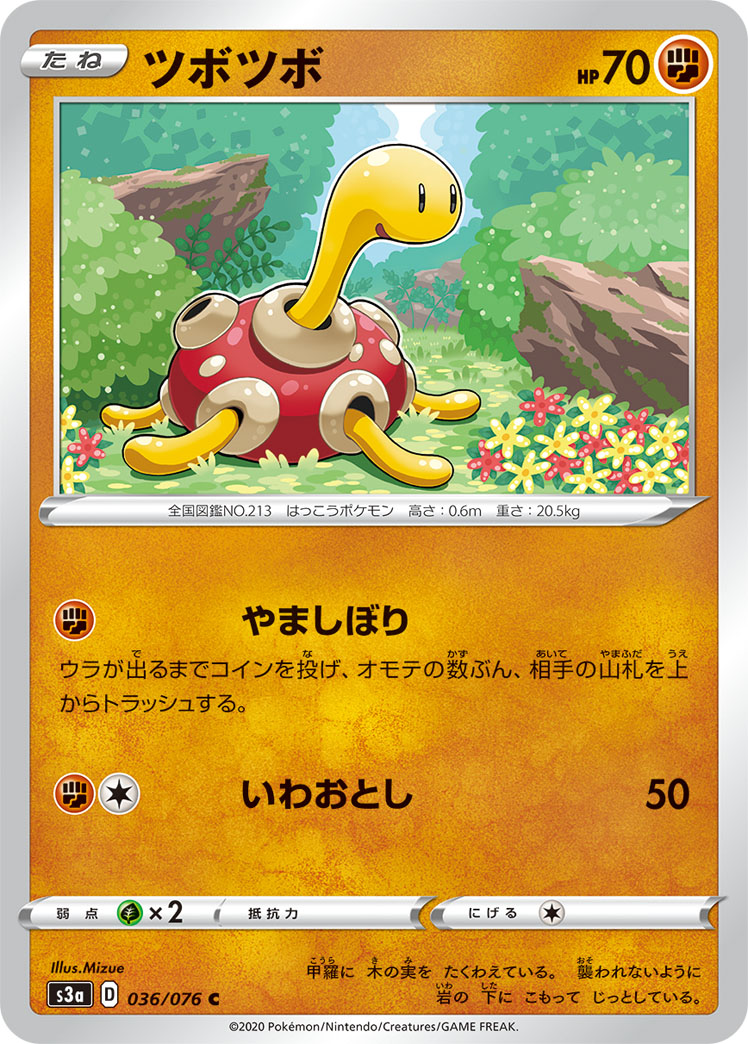 たね ツボツボ HP70
全国図鑑NO.213 はっこうポケモン 高さ:0.6m 重さ:20.5kg
やましぼり
ウラが出るまでコインを投げ、オモテの数ぶん、相手の山札を上
からトラッシュする。
いわおとし 50
弱点 ×2 抵抗力 にげる
Illus.Mizue
甲羅に 木の実を たくわえている。 襲われないように
岩の 下に こもって じっとしている。
s3a D 036/076 C
©2020 Pokémon/Nintendo/Creatures/GAME FREAK.